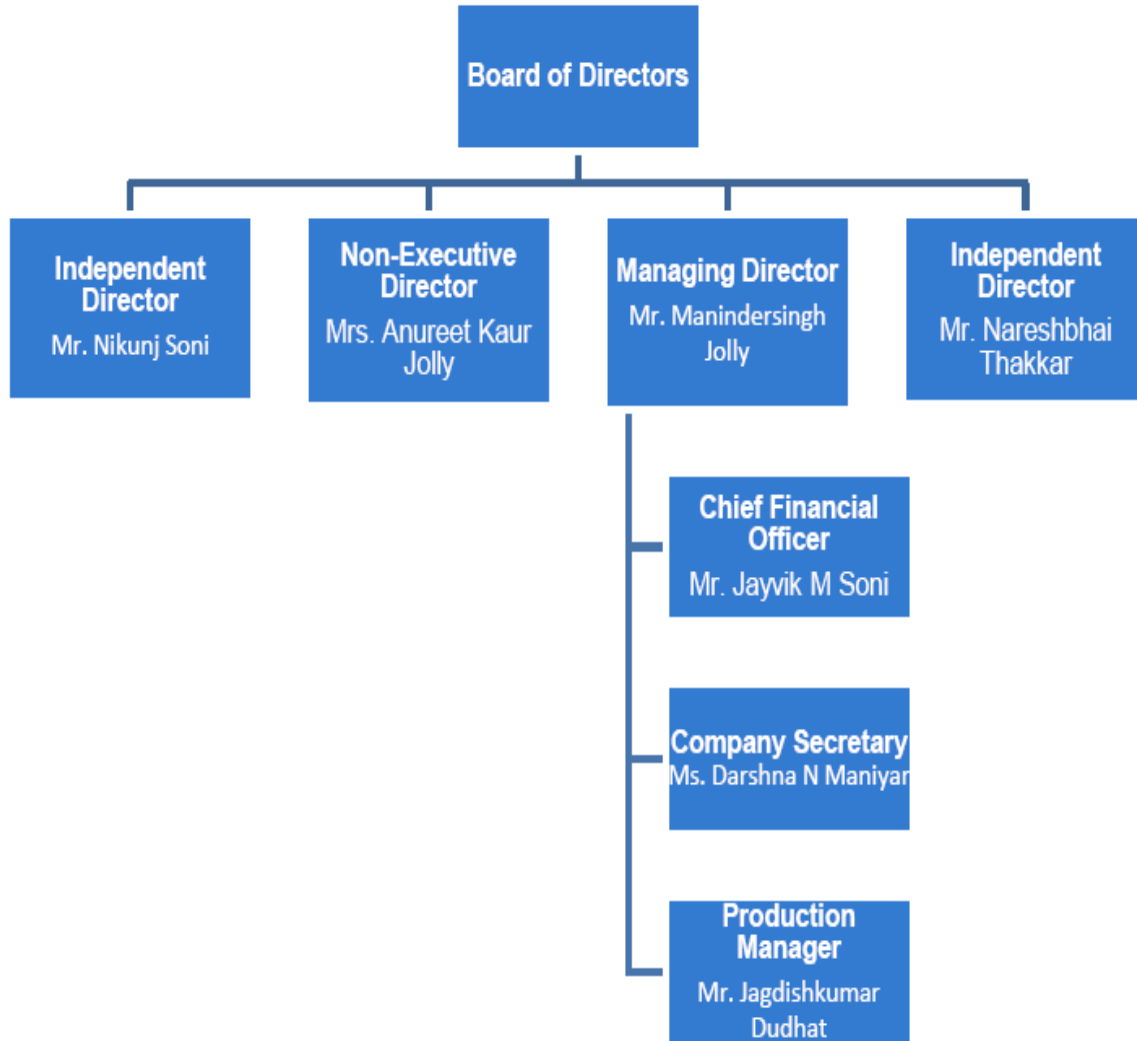 Board of Directors
Independent
Director
Mr. Nikunj Soni
Non-Executive
Director
Mrs. Anureet Kaur
Jolly
Managing Director
Mr. Manindersingh
Jolly
Independent
Director
Mr. Nareshbhai
Thakkar
Chief Financial
Officer
Mr. Jayvik M Soni
Company Secretary
Ms. Darshna N Maniyar
Production
Manager
Mr. Jagdishkumar
Dudhat